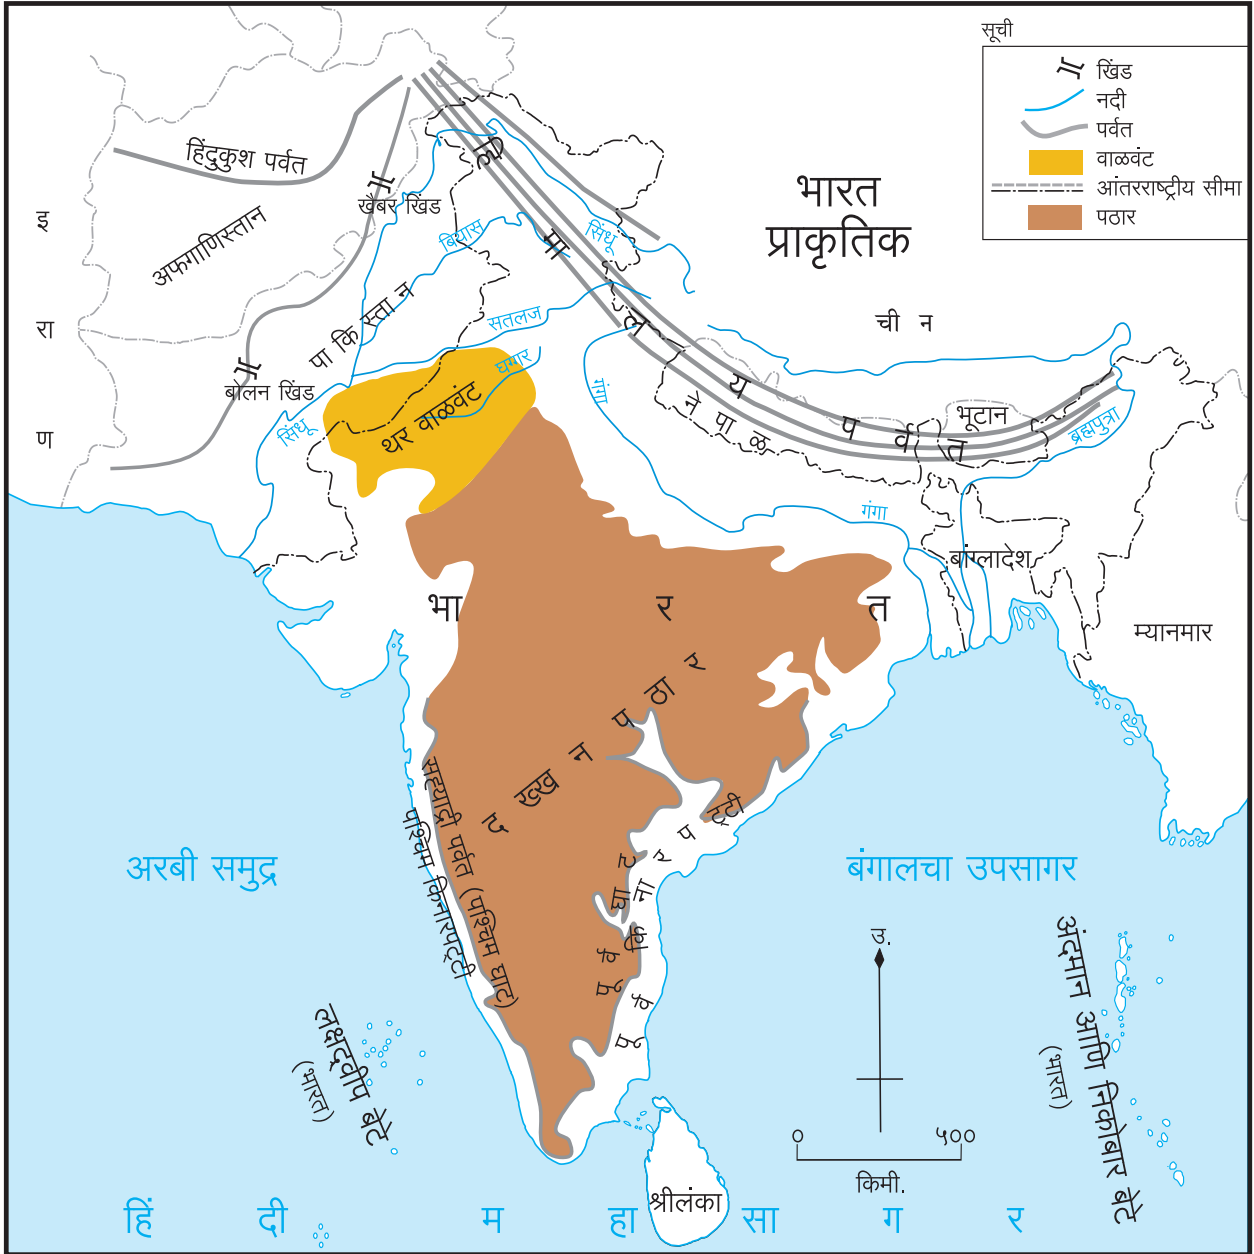 सूची
खिंड
नदी
पर्वत
वाळवंट
आंतरराष्ट्रीय सीमा
पठार
भारत
प्राकृतिक
हिंदुकुश पर्वत
खैबर खिंड
अफगाणिस्तान
इराण
पाकिस्तान
बोलन खिंड
बियास
सिंधू
सतलज
घग्गर
सिंधू
थर वाळवंट
हिमालय पर्वत
चीन
गंगा
नेपाळ
भूटान
ब्रह्मपुत्रा
गंगा
बांग्लादेश
म्यानमार
भारत
दख्खन पठार
सह्याद्री पर्वत (पश्चिम घाट)
पश्चिम किनारपट्टी
पूर्व घाट
पूर्व किनारपट्टी
अरबी समुद्र
बंगालचा उपसागर
लक्षद्वीप बेटे
(भारत)
अंदमान आणि निकोबार बेटे
(भारत)
उ.
० ५००
किमी.
श्रीलंका
हिंदी महासागर